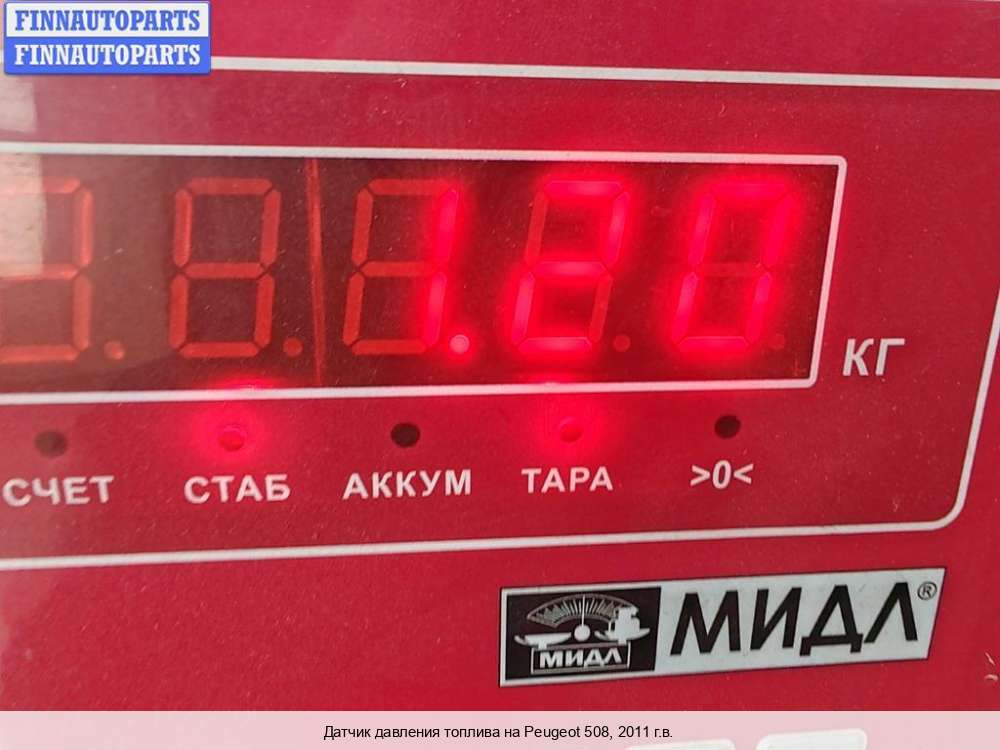 FINNAUTOPARTS
FINNAUTOPARTS
1.20
КГ
СЧЕТ СТАБ АККУМ ТАРА >0<
МИДЛ МИДЛ®
Датчик давления топлива на Peugeot 508, 2011 г.в.